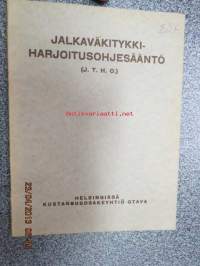 JALKAVÄKITYKKI-
HARJOITUSOHJESÄÄNTÖ
(J. T. H. O.)
HELSINGISSÄ
KUSTANNUSOSAKEYHTIÖ OTAVA